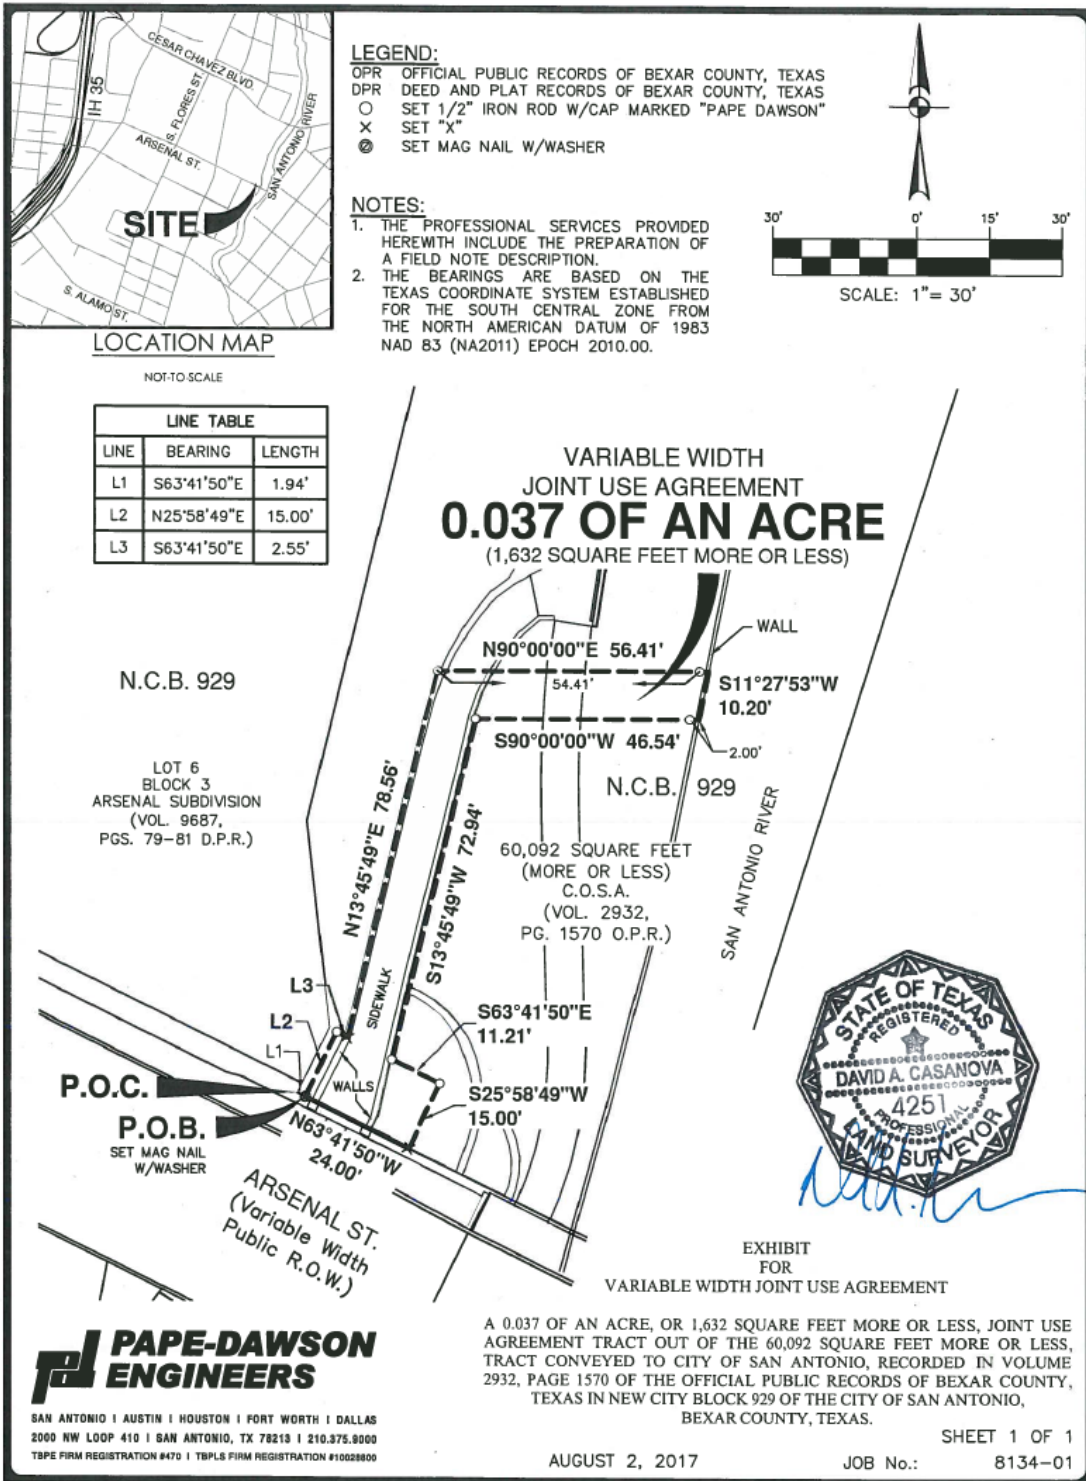 CESAR CHAVEZ BLVD.
IH 35
S. FLORES ST.
ARSENAL ST.
SAN ANTONIO RIVER
SITE
S. ALAMO ST.
LOCATION MAP
NOT-TO-SCALE
LEGEND:
OPR OFFICIAL PUBLIC RECORDS OF BEXAR COUNTY, TEXAS
DPR DEED AND PLAT RECORDS OF BEXAR COUNTY, TEXAS
○ SET 1/2" IRON ROD W/CAP MARKED "PAPE DAWSON"
× SET "X"
SET MAG NAIL W/WASHER
NOTES:
1. THE PROFESSIONAL SERVICES PROVIDED
HEREWITH INCLUDE THE PREPARATION OF
A FIELD NOTE DESCRIPTION.
2. THE BEARINGS ARE BASED ON THE
TEXAS COORDINATE SYSTEM ESTABLISHED
FOR THE SOUTH CENTRAL ZONE FROM
THE NORTH AMERICAN DATUM OF 1983
NAD 83 (NA2011) EPOCH 2010.00.
30' 0' 15' 30'
SCALE: 1"= 30'
LINE TABLE
LINE BEARING LENGTH
L1 S63°41'50"E 1.94'
L2 N25°58'49"E 15.00'
L3 S63°41'50"E 2.55'
VARIABLE WIDTH
JOINT USE AGREEMENT
0.037 OF AN ACRE
(1,632 SQUARE FEET MORE OR LESS)
WALL
N90°00'00"E 56.41'
54.41'
S11°27'53"W
10.20'
S90°00'00"W 46.54'
2.00'
N.C.B. 929
N.C.B. 929
LOT 6
BLOCK 3
ARSENAL SUBDIVISION
(VOL. 9687,
PGS. 79-81 D.P.R.)
N13°45'49"E 78.56'
S13°45'49"W 72.94'
60,092 SQUARE FEET
(MORE OR LESS)
C.O.S.A.
(VOL. 2932,
PG. 1570 O.P.R.)
SAN ANTONIO RIVER
SIDEWALK
L3
L2
L1
S63°41'50"E
11.21'
WALLS
S25°58'49"W
15.00'
P.O.C.
P.O.B.
SET MAG NAIL
W/WASHER
N63°41'50"W
24.00'
ARSENAL ST.
(Variable Width
Public R.O.W.)
STATE OF TEXAS
REGISTERED
DAVID A. CASANOVA
4251
PROFESSIONAL
LAND SURVEYOR
EXHIBIT
FOR
VARIABLE WIDTH JOINT USE AGREEMENT
A 0.037 OF AN ACRE, OR 1,632 SQUARE FEET MORE OR LESS, JOINT USE
AGREEMENT TRACT OUT OF THE 60,092 SQUARE FEET MORE OR LESS,
TRACT CONVEYED TO CITY OF SAN ANTONIO, RECORDED IN VOLUME
2932, PAGE 1570 OF THE OFFICIAL PUBLIC RECORDS OF BEXAR COUNTY,
TEXAS IN NEW CITY BLOCK 929 OF THE CITY OF SAN ANTONIO,
BEXAR COUNTY, TEXAS.
PAPE-DAWSON
ENGINEERS
SAN ANTONIO I AUSTIN I HOUSTON I FORT WORTH I DALLAS
2000 NW LOOP 410 I SAN ANTONIO, TX 78213 I 210.375.9000
TBPE FIRM REGISTRATION #470 I TBPLS FIRM REGISTRATION #10028800
SHEET 1 OF 1
AUGUST 2, 2017
JOB No.: 8134-01